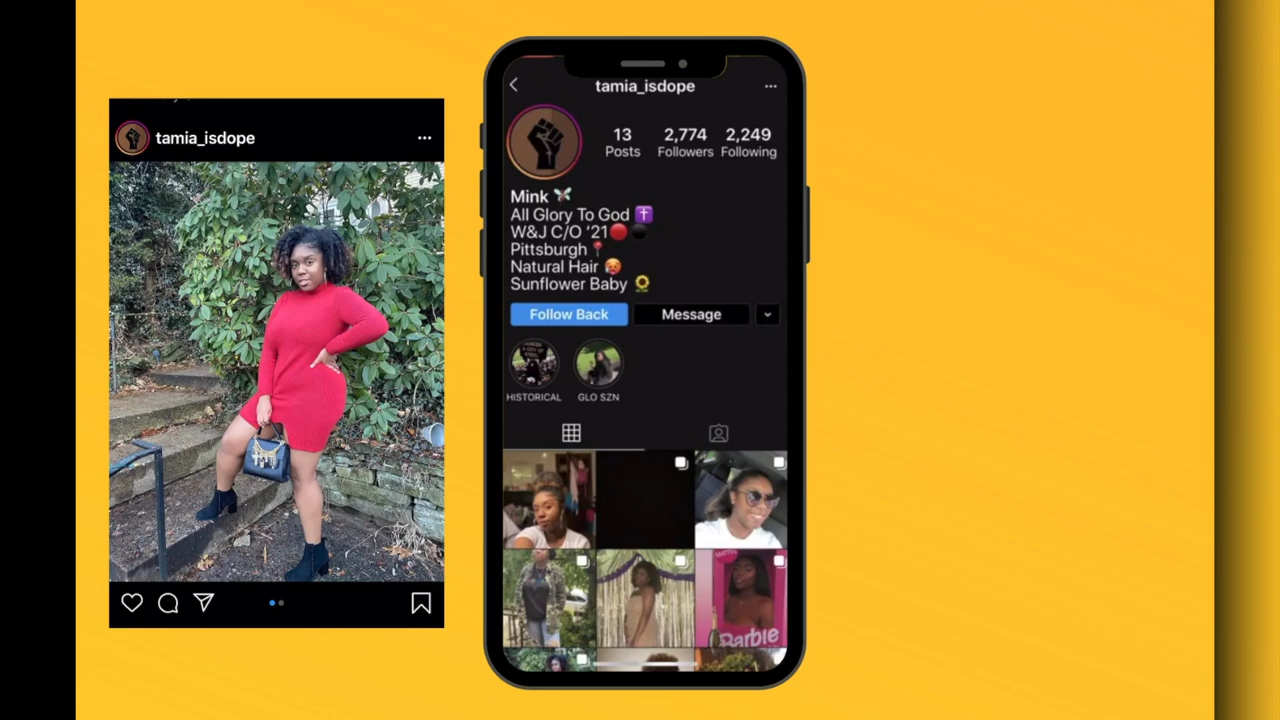 tamia_isdope
tamia_isdope
13
Posts
2,774
Followers
2,249
Following
Mink
All Glory To God
W&J C/O ‘21
Pittsburgh
Natural Hair
Sunflower Baby
Follow Back
Message
HISTORICAL
GLO SZN
Barbie